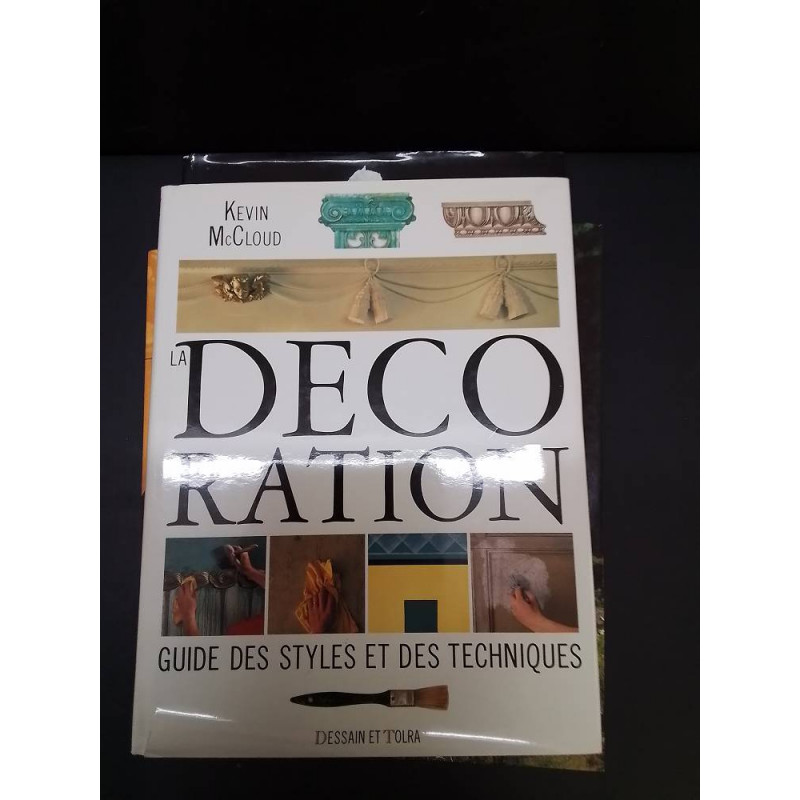 KEVIN
MCCLOUD
LA
DECO
RATION
GUIDE DES STYLES ET DES TECHNIQUES
DESSAIN ET TOLRA